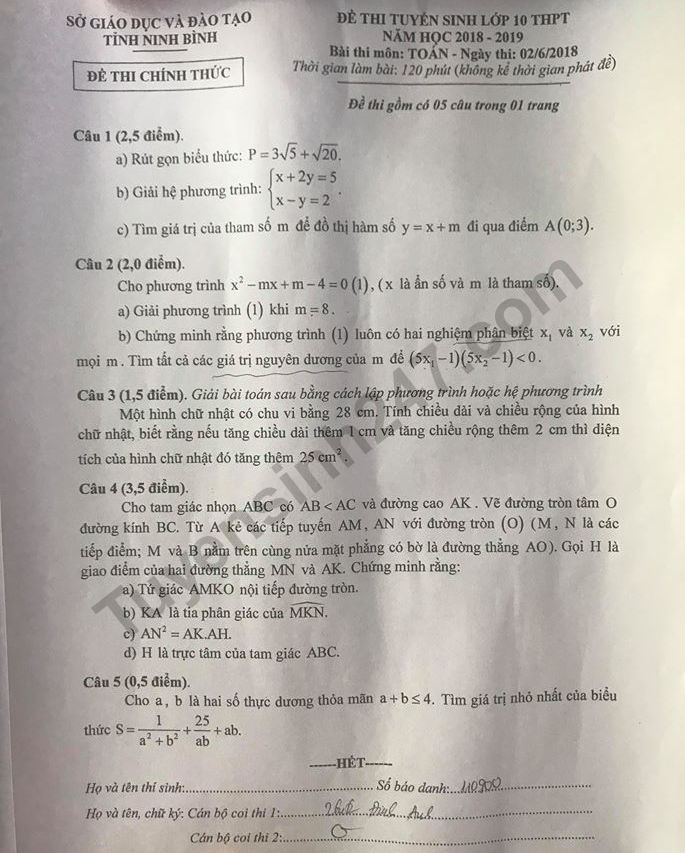 SỞ GIÁO DỤC VÀ ĐÀO TẠO
TỈNH NINH BÌNH
ĐỀ THI CHÍNH THỨC
ĐỀ THI TUYỂN SINH LỚP 10 THPT
NĂM HỌC 2018 - 2019
Bài thi môn: TOÁN - Ngày thi: 02/6/2018
Thời gian làm bài: 120 phút (không kể thời gian phát đề)
Đề thi gồm có 05 câu trong 01 trang
Câu 1 (2,5 điểm).
a) Rút gọn biểu thức: P = 3√5 + √20.
b) Giải hệ phương trình: { x + 2y = 5
x − y = 2 .
c) Tìm giá trị của tham số m để đồ thị hàm số y = x + m đi qua điểm A(0;3).
Câu 2 (2,0 điểm).
Cho phương trình x² − mx + m − 4 = 0 (1), (x là ẩn số và m là tham số).
a) Giải phương trình (1) khi m = 8.
b) Chứng minh rằng phương trình (1) luôn có hai nghiệm phân biệt x₁ và x₂ với
mọi m. Tìm tất cả các giá trị nguyên dương của m để (5x₁ − 1)(5x₂ − 1) < 0.
Câu 3 (1,5 điểm). Giải bài toán sau bằng cách lập phương trình hoặc hệ phương trình
Một hình chữ nhật có chu vi bằng 28 cm. Tính chiều dài và chiều rộng của hình
chữ nhật, biết rằng nếu tăng chiều dài thêm 1 cm và tăng chiều rộng thêm 2 cm thì diện
tích của hình chữ nhật đó tăng thêm 25 cm².
Câu 4 (3,5 điểm).
Cho tam giác nhọn ABC có AB < AC và đường cao AK. Vẽ đường tròn tâm O
đường kính BC. Từ A kẻ các tiếp tuyến AM, AN với đường tròn (O) (M, N là các
tiếp điểm; M và B nằm trên cùng nửa mặt phẳng có bờ là đường thẳng AO). Gọi H là
giao điểm của hai đường thẳng MN và AK. Chứng minh rằng:
a) Tứ giác AMKO nội tiếp đường tròn.
b) KA là tia phân giác của MKN.
c) AN² = AK.AH.
d) H là trực tâm của tam giác ABC.
Câu 5 (0,5 điểm).
Cho a, b là hai số thực dương thỏa mãn a + b ≤ 4. Tìm giá trị nhỏ nhất của biểu
thức S = 1/(a² + b²) + 25/ab + ab.
------HẾT------
Họ và tên thí sinh:.......... Số báo danh:...110900
Họ và tên, chữ ký: Cán bộ coi thi 1:.......... Đinh Anh
Cán bộ coi thi 2:..........
Tuyensinh247.com